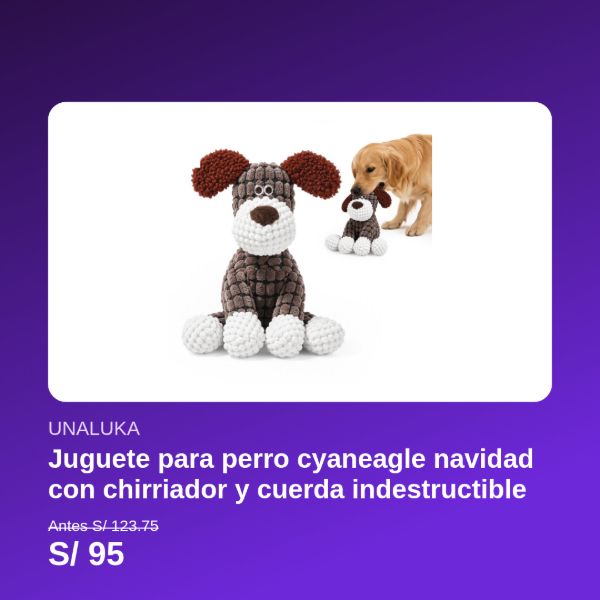 UNALUKA
Juguete para perro cyaneagle navidad
con chirriador y cuerda indestructible
Antes S/ 123.75
S/ 95